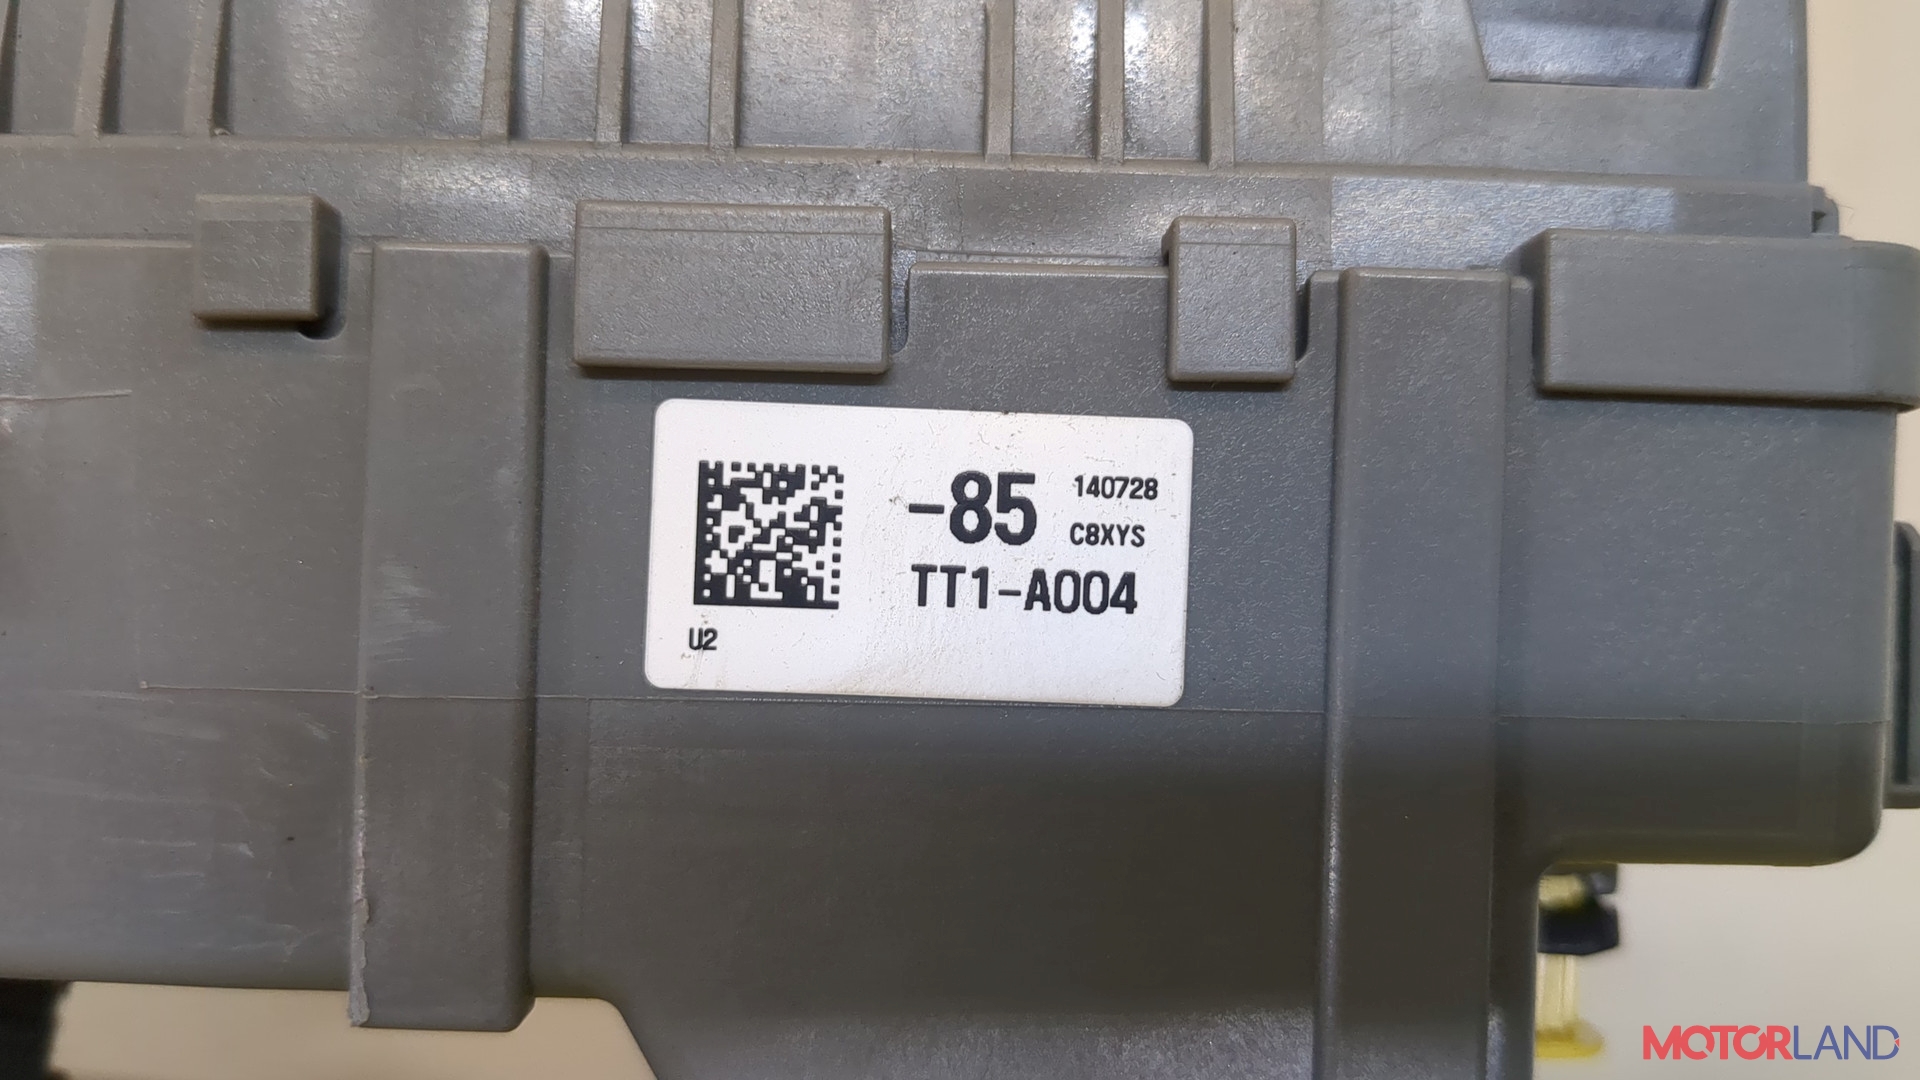 -85 140728
C8XYS
TT1-A004
U2
MOTORLAND